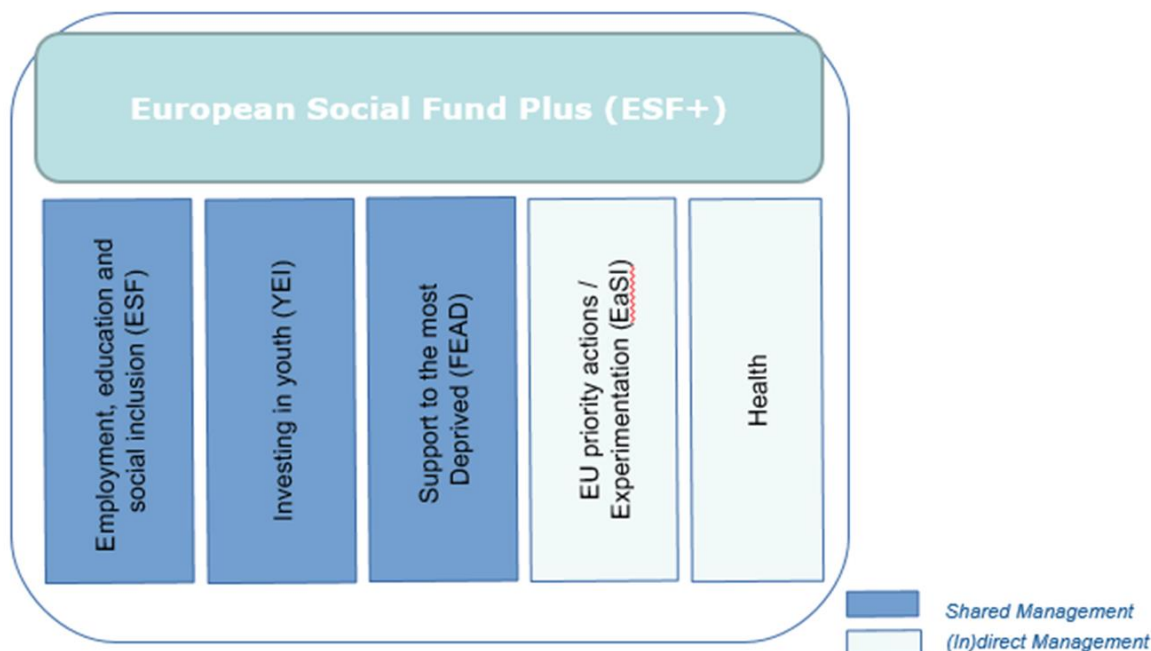 European Social Fund Plus (ESF+)
Employment, education and
social inclusion (ESF)
Investing in youth (YEI)
Support to the most
Deprived (FEAD)
EU priority actions /
Experimentation (EaSI)
Health
Shared Management
(In)direct Management